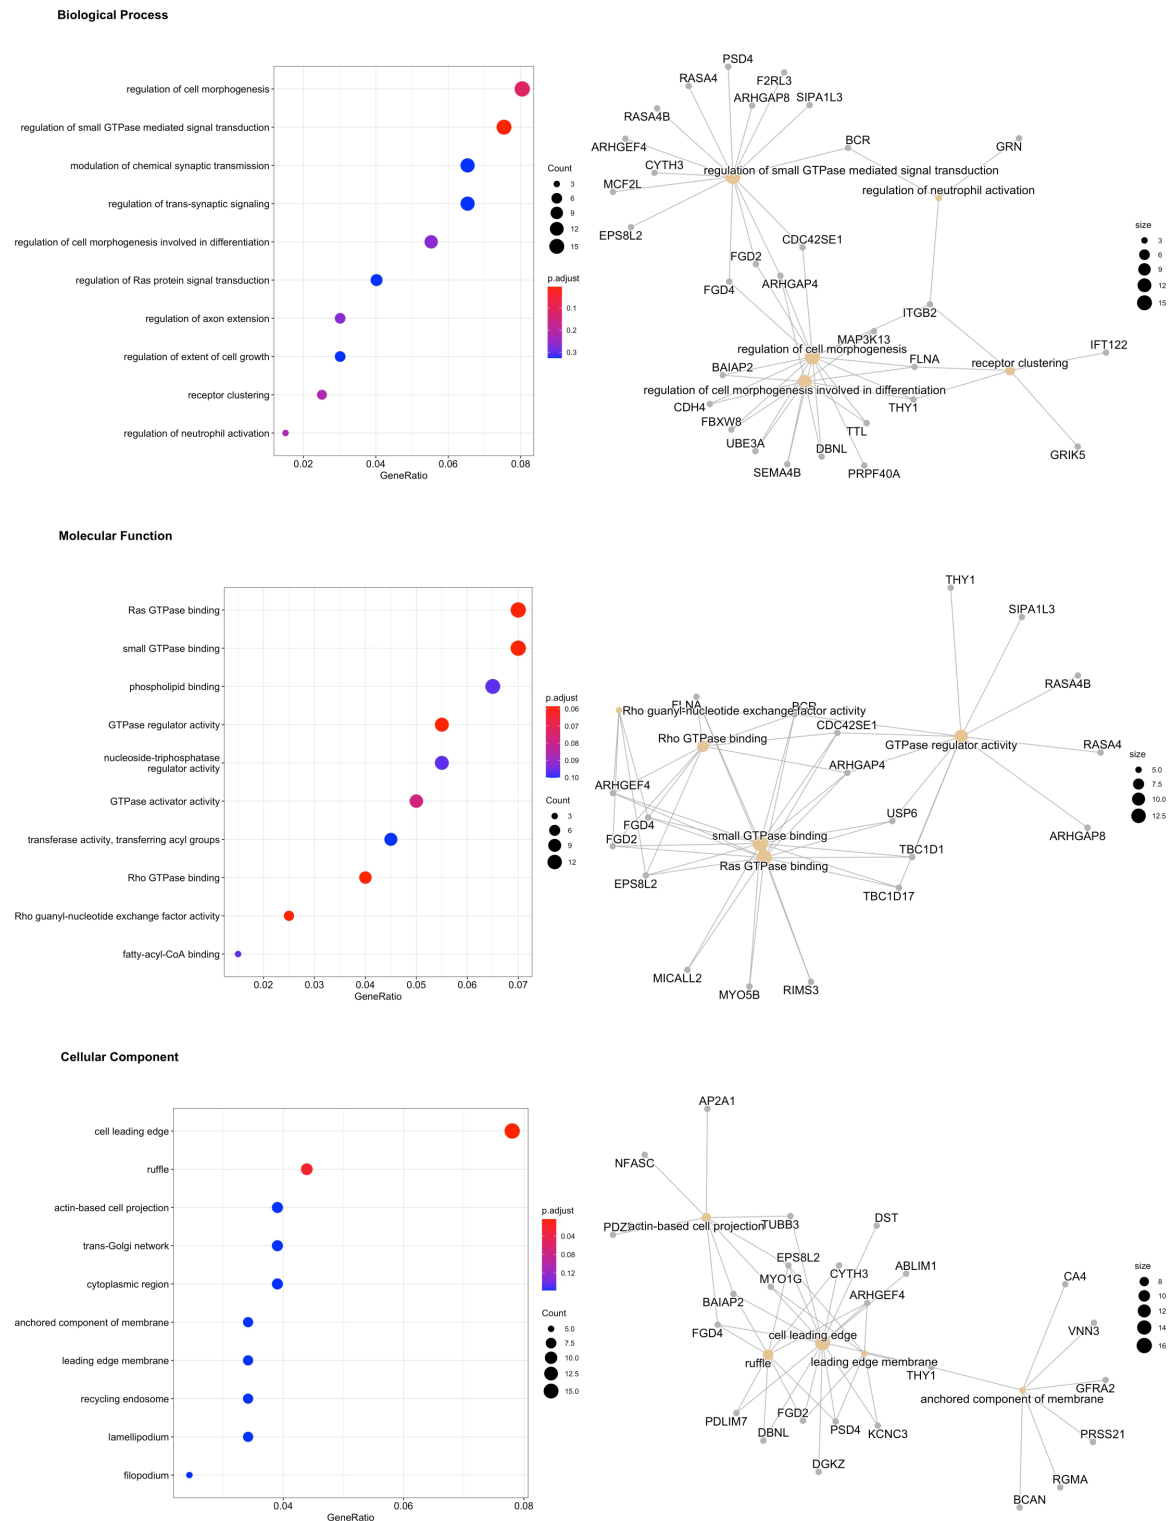 Biological Process
regulation of cell morphogenesis
regulation of small GTPase mediated signal transduction
modulation of chemical synaptic transmission
regulation of trans-synaptic signaling
regulation of cell morphogenesis involved in differentiation
regulation of Ras protein signal transduction
regulation of axon extension
regulation of extent of cell growth
receptor clustering
regulation of neutrophil activation
0.02 0.04 0.06 0.08
GeneRatio
Count
3
6
9
12
15
p.adjust
0.1
0.2
0.3
PSD4
RASA4
F2RL3
ARHGAP8
SIPA1L3
RASA4B
ARHGEF4
BCR
GRN
CYTH3
regulation of small GTPase mediated signal transduction
MCF2L
regulation of neutrophil activation
EPS8L2
CDC42SE1
FGD2
ARHGAP4
FGD4
ITGB2
MAP3K13
regulation of cell morphogenesis
IFT122
FLNA
receptor clustering
BAIAP2
regulation of cell morphogenesis involved in differentiation
CDH4
THY1
FBXW8
TTL
UBE3A
DBNL
SEMA4B
PRPF40A
GRIK5
size
3
6
9
12
15
Molecular Function
Ras GTPase binding
small GTPase binding
phospholipid binding
GTPase regulator activity
nucleoside-triphosphatase
regulator activity
GTPase activator activity
transferase activity, transferring acyl groups
Rho GTPase binding
Rho guanyl-nucleotide exchange factor activity
fatty-acyl-CoA binding
0.02 0.03 0.04 0.05 0.06 0.07
GeneRatio
p.adjust
0.06
0.07
0.08
0.09
0.10
Count
3
6
9
12
THY1
SIPA1L3
RASA4B
FLNA
BCR
Rho guanyl-nucleotide exchange factor activity
CDC42SE1
Rho GTPase binding
GTPase regulator activity
RASA4
ARHGAP4
ARHGEF4
USP6
FGD4
small GTPase binding
ARHGAP8
FGD2
TBC1D1
Ras GTPase binding
EPS8L2
TBC1D17
MICALL2
MYO5B
RIMS3
size
5.0
7.5
10.0
12.5
Cellular Component
cell leading edge
ruffle
actin-based cell projection
trans-Golgi network
cytoplasmic region
anchored component of membrane
leading edge membrane
recycling endosome
lamellipodium
filopodium
0.04 0.06 0.08
GeneRatio
p.adjust
0.04
0.08
0.12
Count
5.0
7.5
10.0
12.5
15.0
AP2A1
NFASC
actin-based cell projection
TUBB3
DST
EPS8L2
CYTH3
ABLIM1
MYO1G
CA4
BAIAP2
ARHGEF4
FGD4
cell leading edge
VNN3
ruffle
leading edge membrane
THY1
GFRA2
anchored component of membrane
PDLIM7
FGD2
DBNL
PSD4
KCNC3
PRSS21
DGKZ
RGMA
BCAN
size
8
10
12
14
16